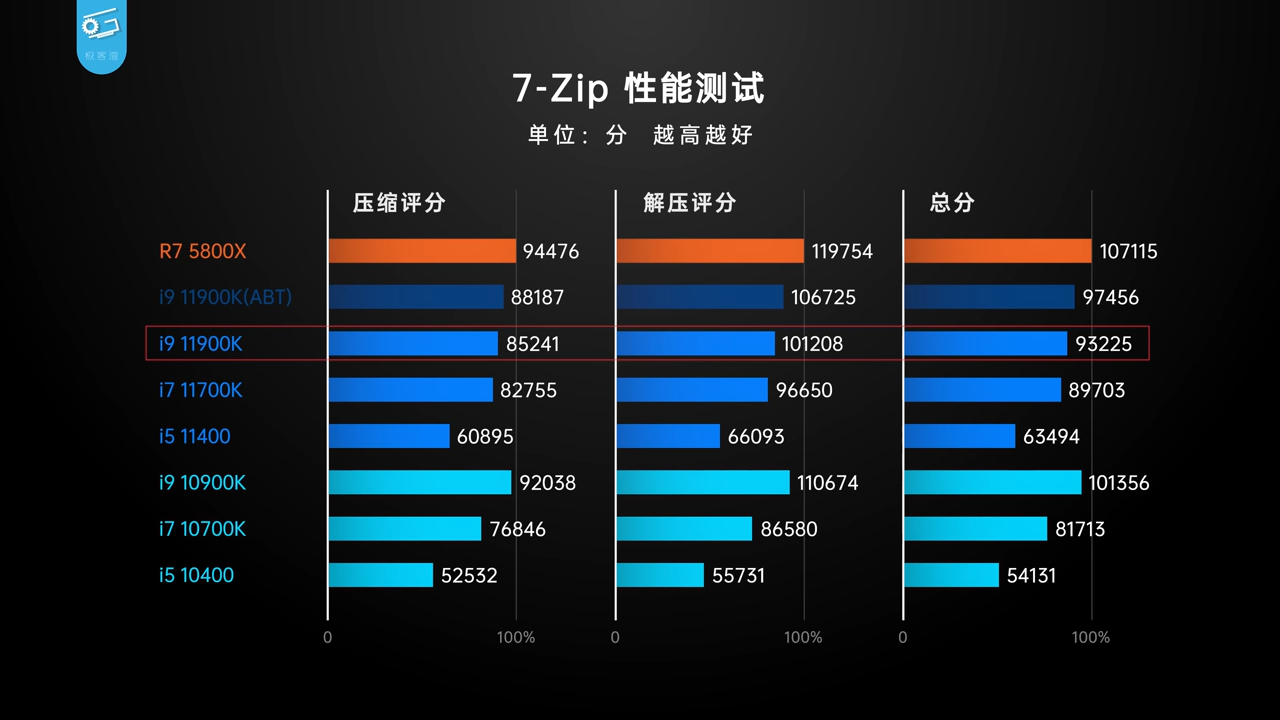 极客湾
7-Zip 性能测试
单位：分 越高越好
压缩评分 解压评分 总分
R7 5800X 94476 119754 107115
i9 11900K(ABT) 88187 106725 97456
i9 11900K 85241 101208 93225
i7 11700K 82755 96650 89703
i5 11400 60895 66093 63494
i9 10900K 92038 110674 101356
i7 10700K 76846 86580 81713
i5 10400 52532 55731 54131
0 100% 0 100% 0 100%